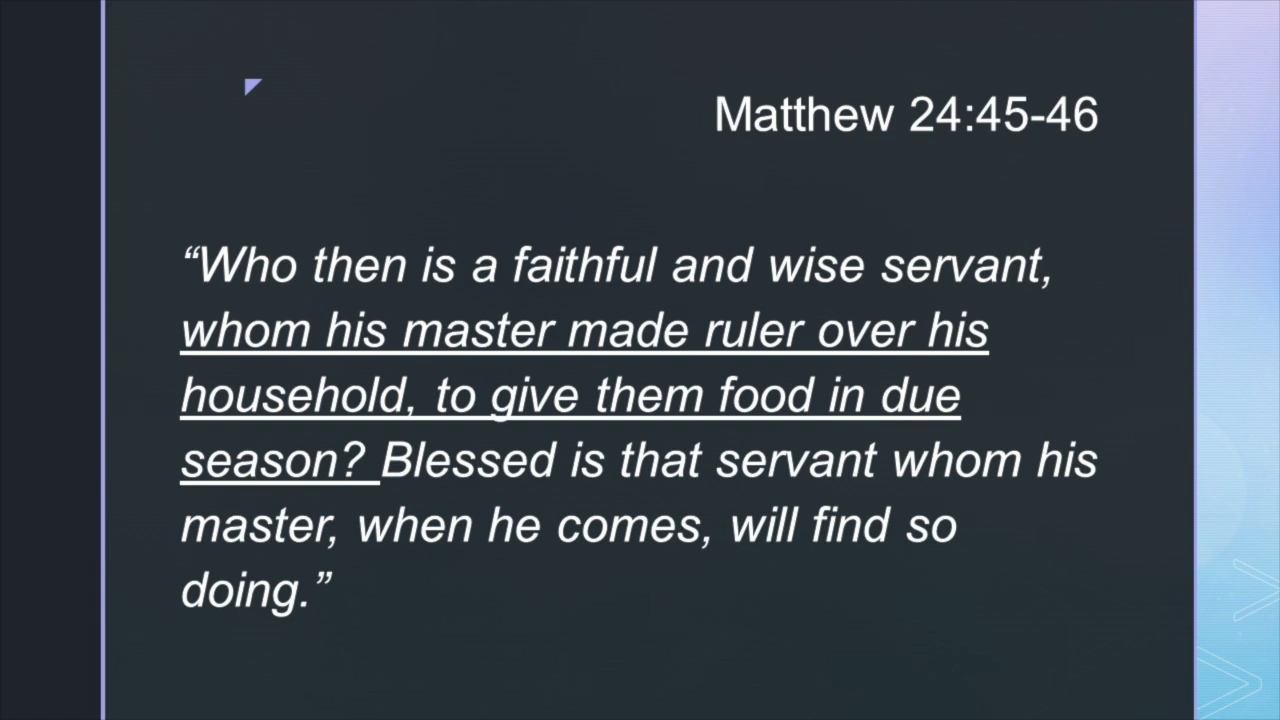 Matthew 24:45-46
“Who then is a faithful and wise servant,
whom his master made ruler over his
household, to give them food in due
season? Blessed is that servant whom his
master, when he comes, will find so
doing.”